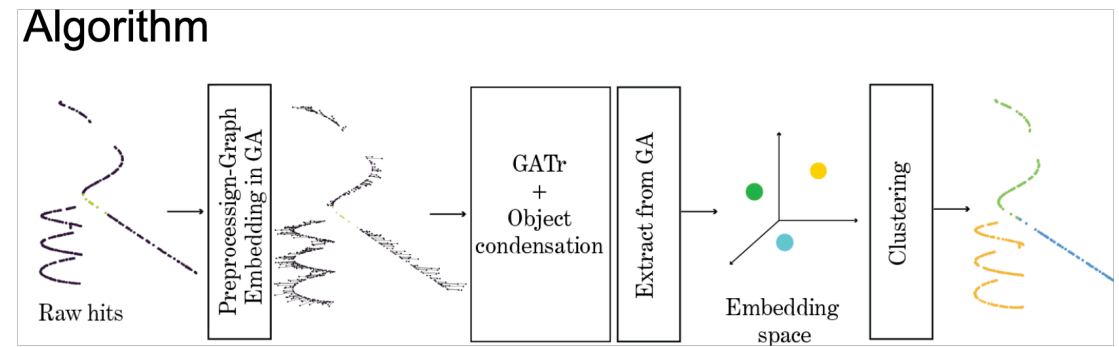 Algorithm
Raw hits
Preprocessign-Graph
Embedding in GA
GATr
+
Object
condensation
Extract from GA
Embedding
space
Clustering